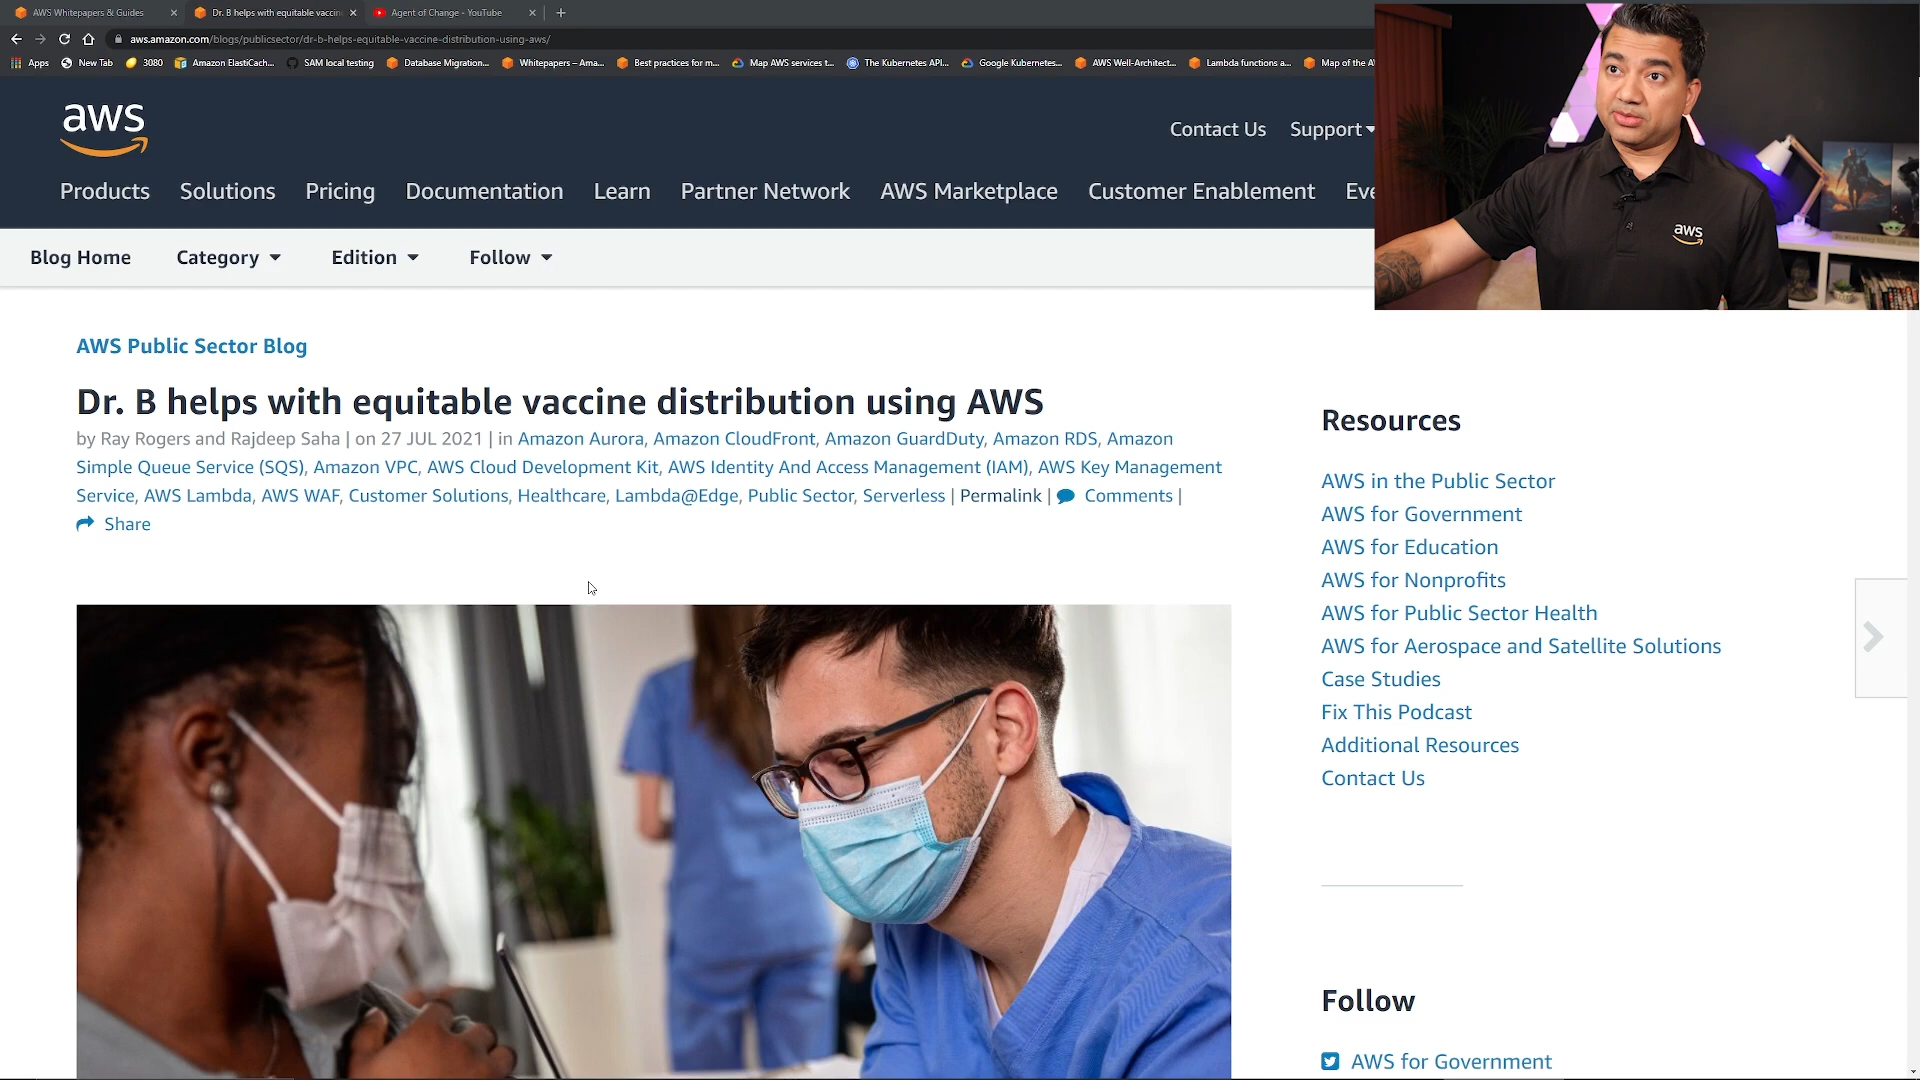 AWS Whitepapers & Guides
Dr. B helps with equitable vaccin
Agent of Change - YouTube
aws.amazon.com/blogs/publicsector/dr-b-helps-equitable-vaccine-distribution-using-aws/
Apps
New Tab
3080
Amazon ElastiCach...
SAM local testing
Database Migration...
Whitepapers – Ama...
Best practices for m...
Map AWS services t...
The Kubernetes API...
Google Kubernetes...
AWS Well-Architect...
Lambda functions a...
Map of the A
aws
Contact Us
Support
Products
Solutions
Pricing
Documentation
Learn
Partner Network
AWS Marketplace
Customer Enablement
Eve
aws
Blog Home
Category
Edition
Follow
AWS Public Sector Blog
Dr. B helps with equitable vaccine distribution using AWS
by Ray Rogers and Rajdeep Saha | on 27 JUL 2021 | in Amazon Aurora, Amazon CloudFront, Amazon GuardDuty, Amazon RDS, Amazon
Simple Queue Service (SQS), Amazon VPC, AWS Cloud Development Kit, AWS Identity And Access Management (IAM), AWS Key Management
Service, AWS Lambda, AWS WAF, Customer Solutions, Healthcare, Lambda@Edge, Public Sector, Serverless | Permalink | Comments |
Share
Resources
AWS in the Public Sector
AWS for Government
AWS for Education
AWS for Nonprofits
AWS for Public Sector Health
AWS for Aerospace and Satellite Solutions
Case Studies
Fix This Podcast
Additional Resources
Contact Us
Follow
AWS for Government